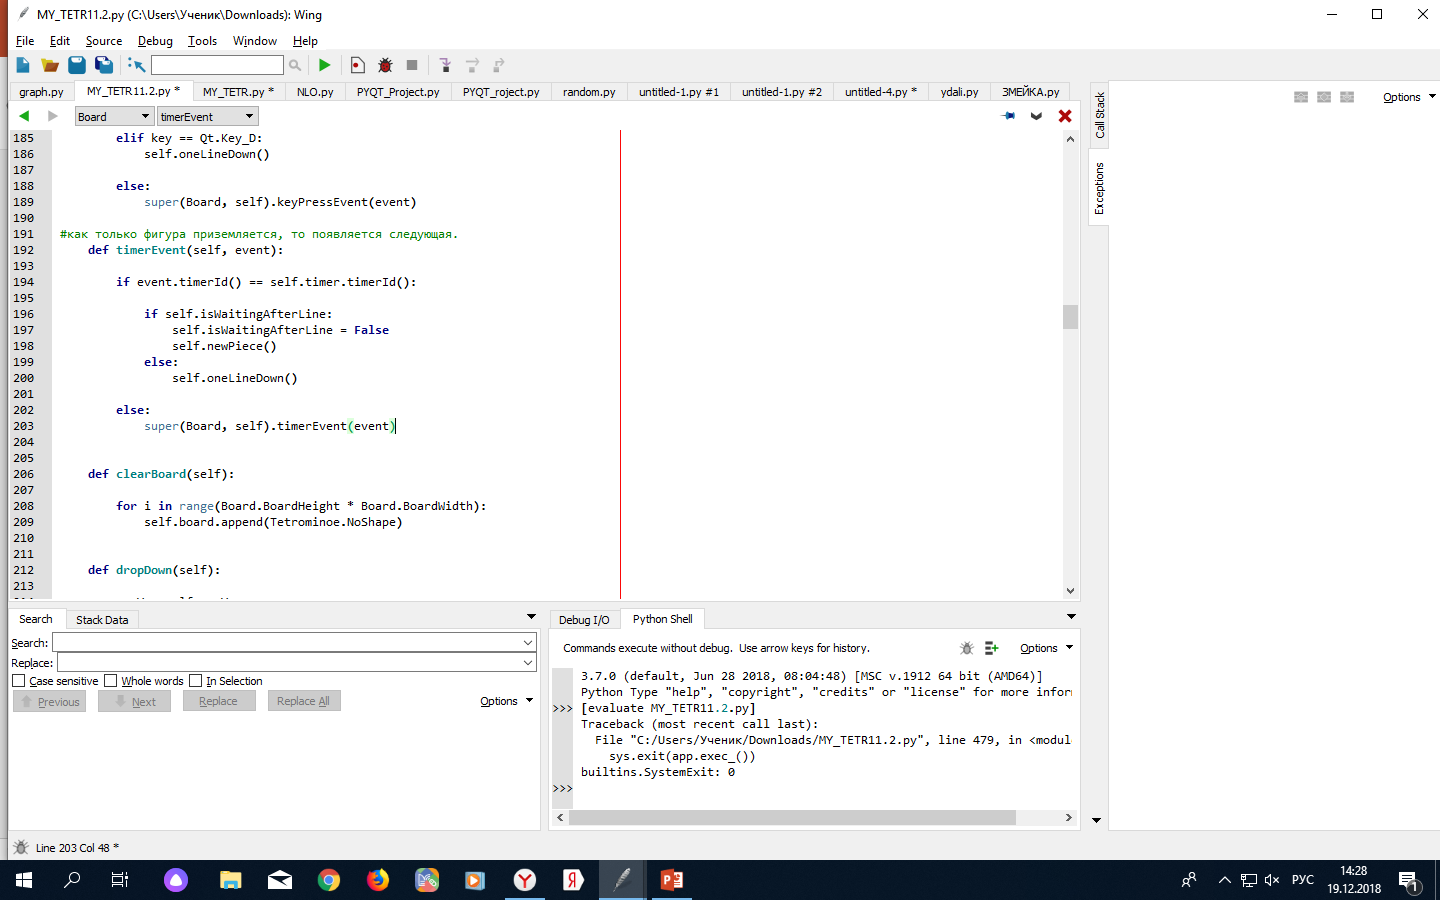 MY_TETR11.2.py (C:\Users\Ученик\Downloads): Wing
File Edit Source Debug Tools Window Help
graph.py MY_TETR11.2.py * MY_TETR.py * NLO.py PYQT_Project.py PYQT_roject.py random.py untitled-1.py #1 untitled-1.py #2 untitled-4.py * ydali.py ЗМЕЙКА.py
Board timerEvent
185 elif key == Qt.Key_D:
186 self.oneLineDown()
187
188 else:
189 super(Board, self).keyPressEvent(event)
190
191 #как только фигура приземляется, то появляется следующая.
192 def timerEvent(self, event):
193
194 if event.timerId() == self.timer.timerId():
195
196 if self.isWaitingAfterLine:
197 self.isWaitingAfterLine = False
198 self.newPiece()
199 else:
200 self.oneLineDown()
201
202 else:
203 super(Board, self).timerEvent(event)
204
205
206 def clearBoard(self):
207
208 for i in range(Board.BoardHeight * Board.BoardWidth):
209 self.board.append(Tetrominoe.NoShape)
210
211
212 def dropDown(self):
213
Call Stack
Exceptions
Options
Search Stack Data
Search:
Replace:
Case sensitive Whole words In Selection
Previous Next Replace Replace All Options
Debug I/O Python Shell
Commands execute without debug. Use arrow keys for history. Options
3.7.0 (default, Jun 28 2018, 08:04:48) [MSC v.1912 64 bit (AMD64)]
Python Type "help", "copyright", "credits" or "license" for more infor
>>> [evaluate MY_TETR11.2.py]
Traceback (most recent call last):
File "C:/Users/Ученик/Downloads/MY_TETR11.2.py", line 479, in <modul
sys.exit(app.exec_())
builtins.SystemExit: 0
>>>
Line 203 Col 48 *
РУС
14:28
19.12.2018
1